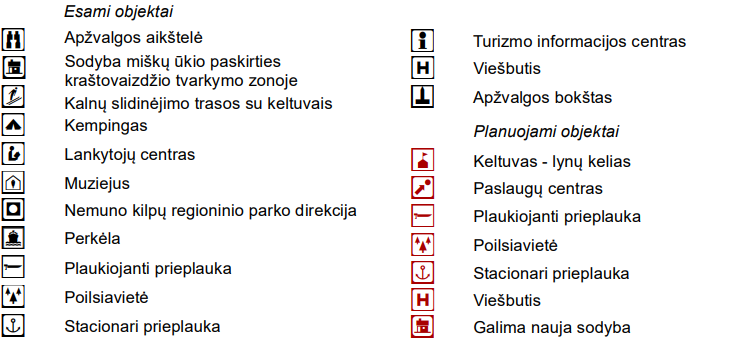 Esami objektai
Apžvalgos aikštelė
Sodyba miškų ūkio paskirties
kraštovaizdžio tvarkymo zonoje
Kalnų slidinėjimo trasos su keltuvais
Kempingas
Lankytojų centras
Muziejus
Nemuno kilpų regioninio parko direkcija
Perkėla
Plaukiojanti prieplauka
Poilsiavietė
Stacionari prieplauka
Turizmo informacijos centras
H Viešbutis
Apžvalgos bokštas
Planuojami objektai
Keltuvas - lynų kelias
Paslaugų centras
Plaukiojanti prieplauka
Poilsiavietė
Stacionari prieplauka
H Viešbutis
Galima nauja sodyba